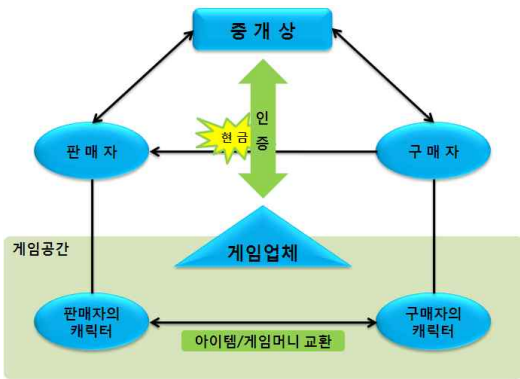 중 개 상
인
증
현 금
판 매 자
구 매 자
게임업체
게임공간
판매자의
캐릭터
구매자의
캐릭터
아이템/게임머니 교환